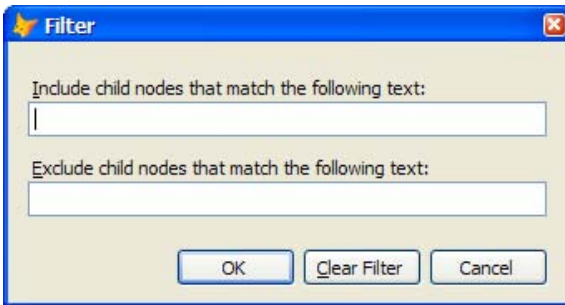 Filter
Include child nodes that match the following text:
Exclude child nodes that match the following text:
OK Clear Filter Cancel